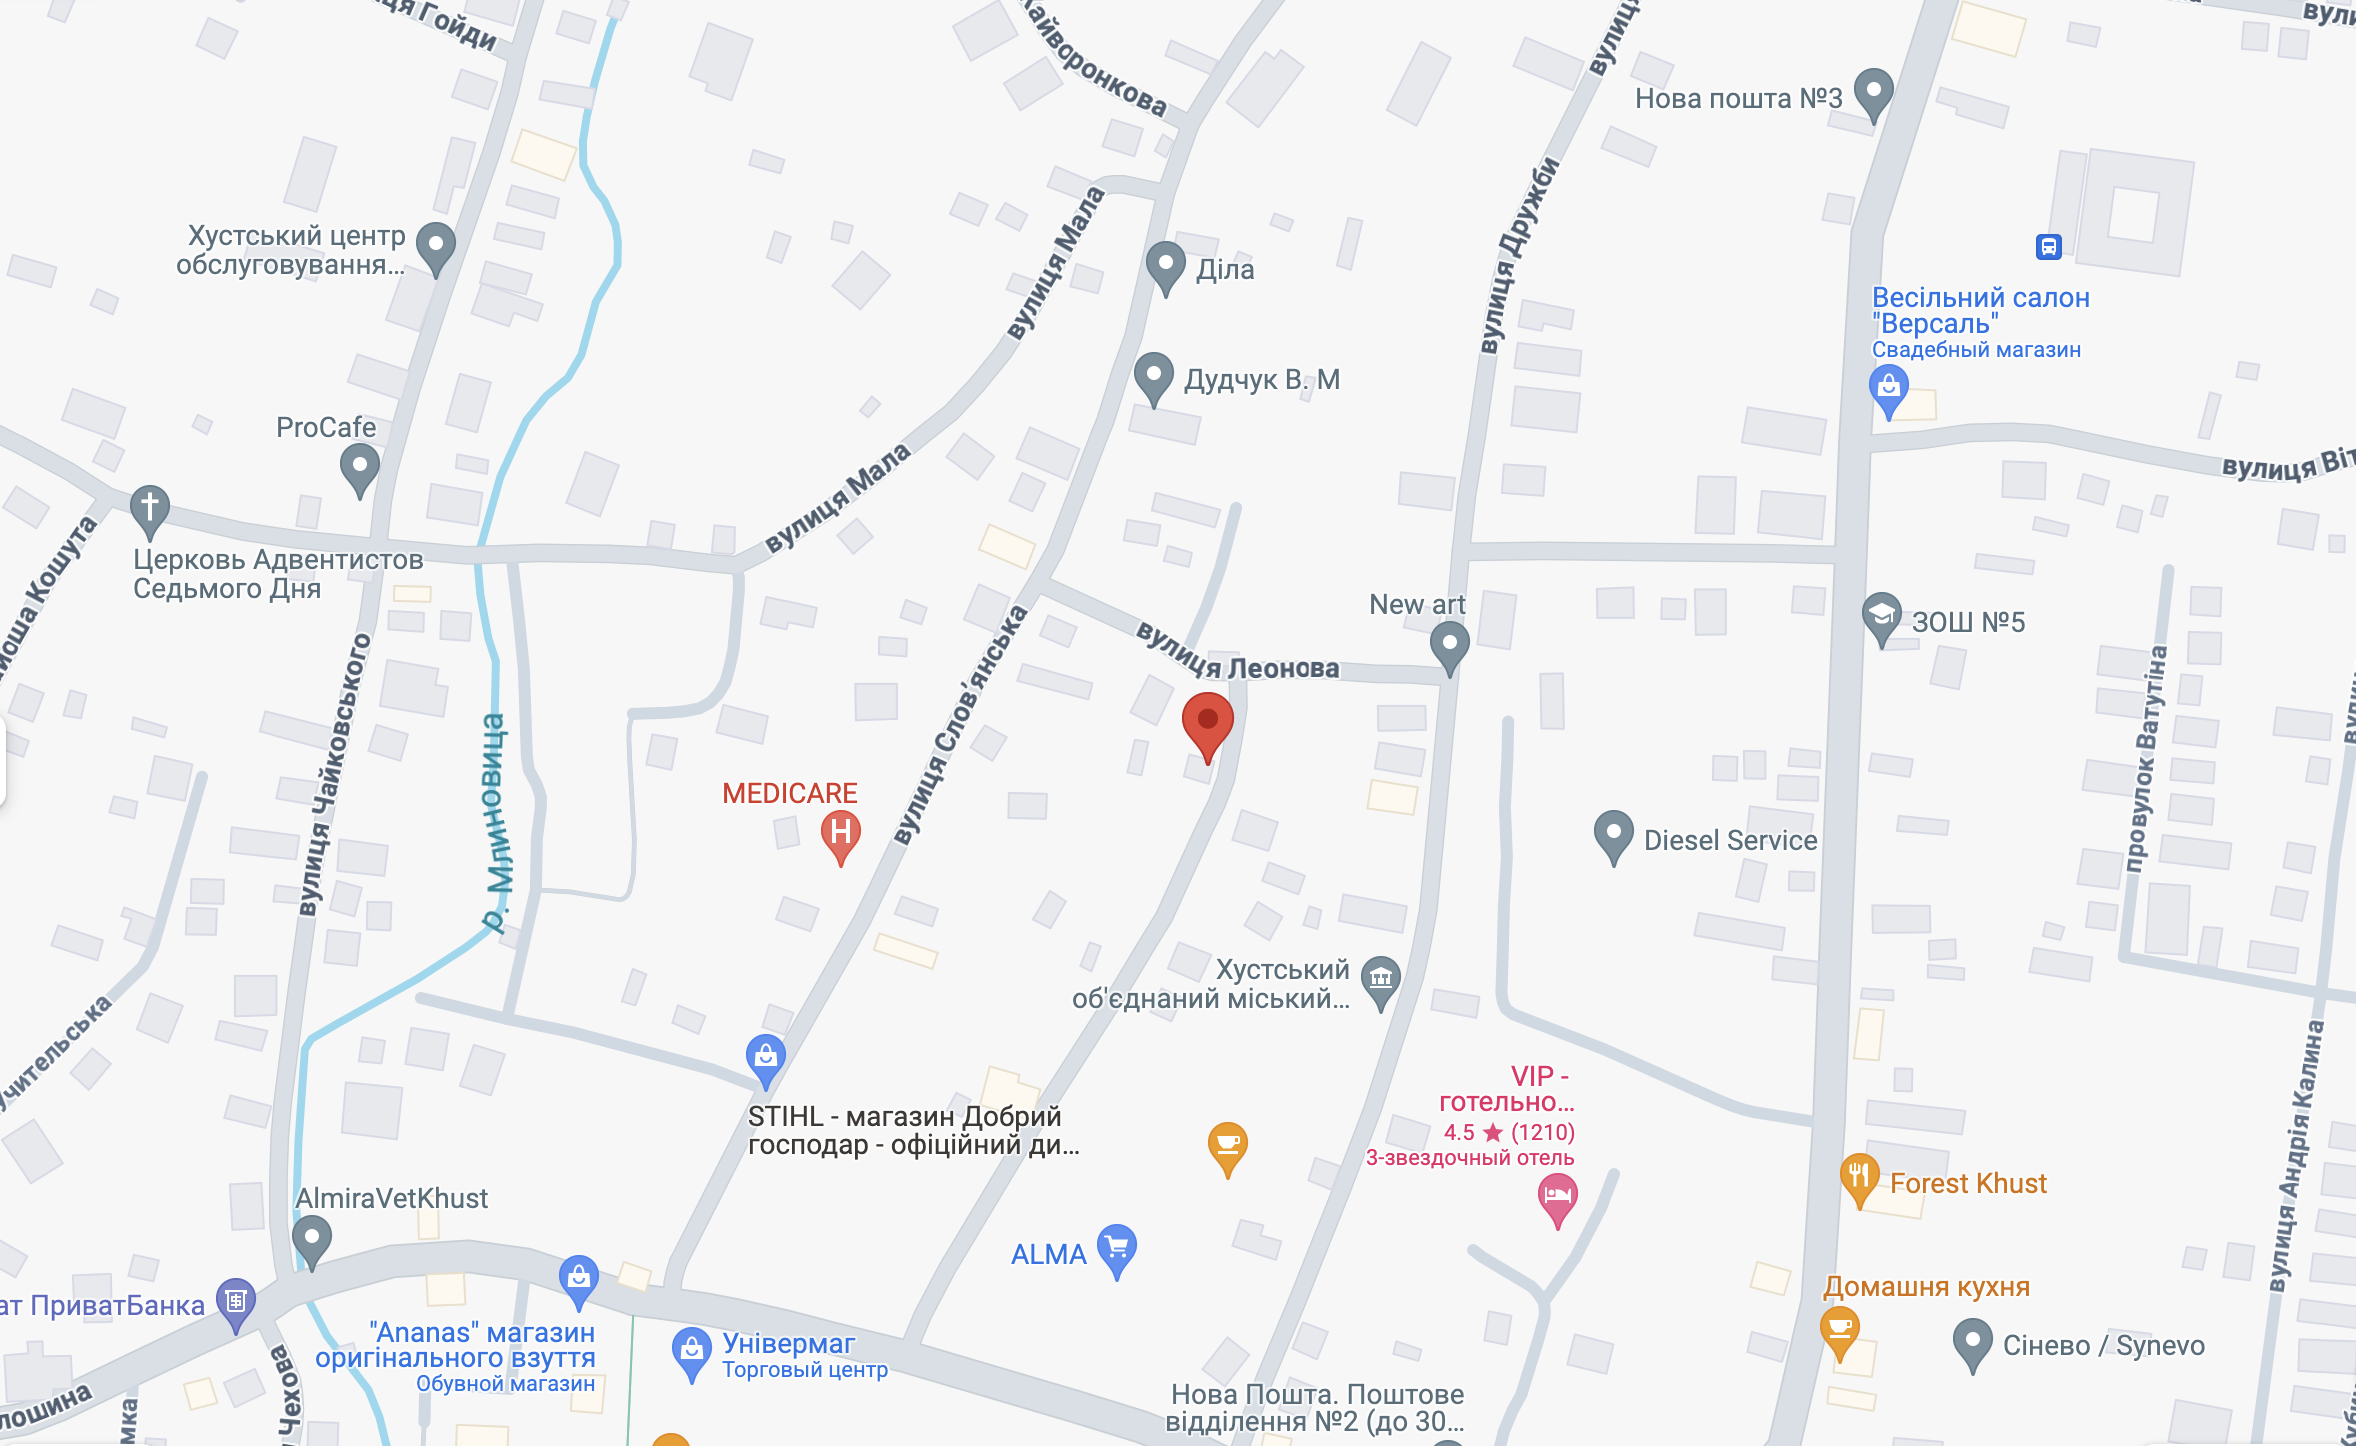 ця Гойди
Кайворонкова
вулиця
вули
Нова пошта №3
Хустський центр
обслуговування...
вулиця Мала
Діла
вулиця Дружби
Весільний салон
"Версаль"
Свадебный магазин
Дудчук В. М
ProCafe
вулиця Мала
вулиця Віт
Церковь Адвентистов
Седьмого Дня
йоша Кошута
New art
ЗОШ №5
вулиця Леонова
вулиця Слов'янська
вулиця Чайковського
р. Млиновица
провулок Ватутіна
вулиц
MEDICARE
Diesel Service
Хустський
об'єднаний міський...
учительська
вулиця Андрія Калина
VIP -
готельно...
4.5 ★ (1210)
3-звездочный отель
STIHL - магазин Добрий
господар - офіційний ди...
Forest Khust
AlmiraVetKhust
ALMA
Домашня кухня
ат ПриватБанка
"Ananas" магазин
оригінального взуття
Обувной магазин
Універмаг
Торговый центр
Сінево / Synevo
Нова Пошта. Поштове
відділення №2 (до 30...
лошина
мка
я Чехова